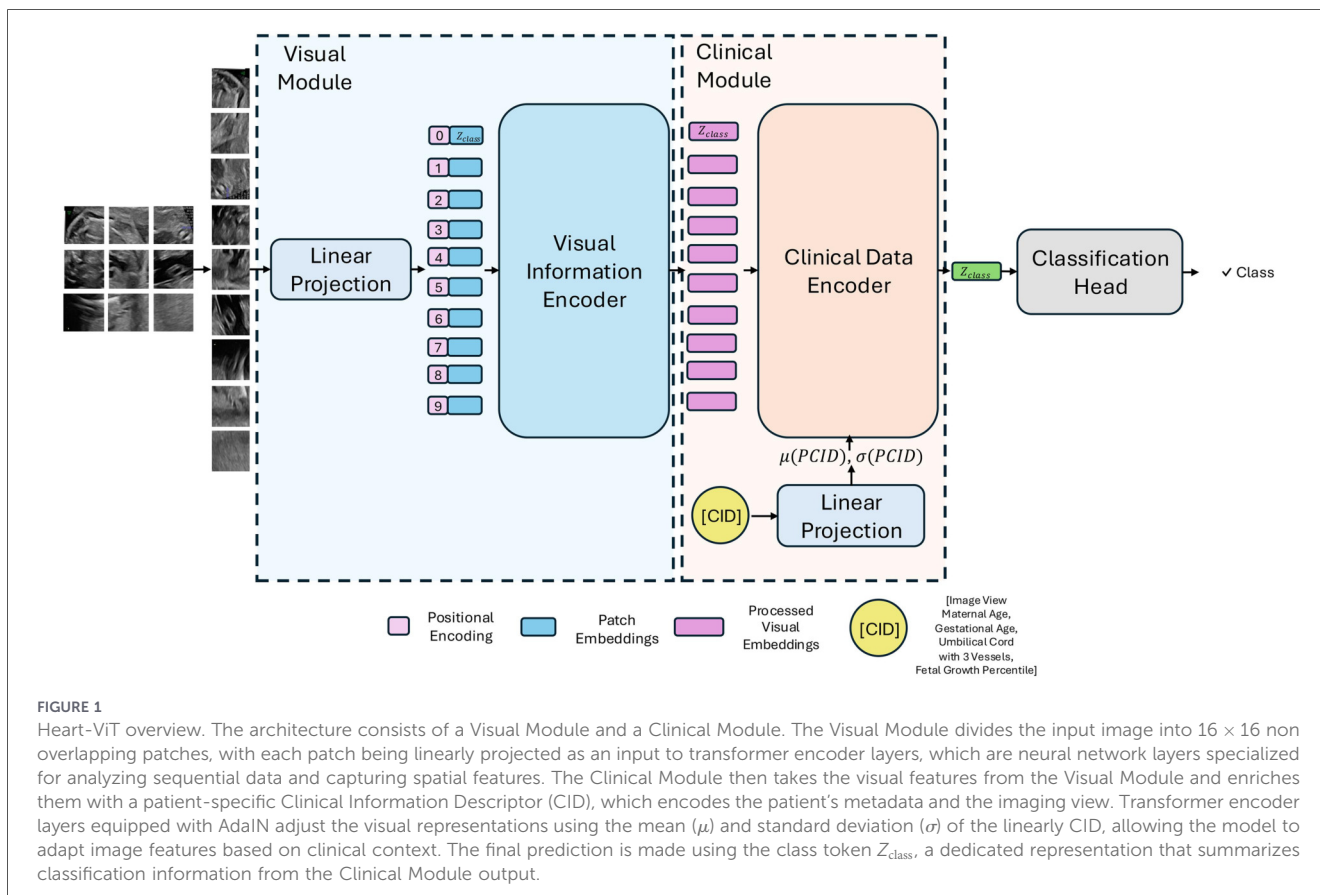 Visual
Module
Clinical
Module
Linear
Projection
0 Z_class
1
2
3
4
5
6
7
8
9
Visual
Information
Encoder
Z_class
Clinical Data
Encoder
Z_class
Classification
Head
✓ Class
μ(PCID), σ(PCID)
[CID]
Linear
Projection
Positional
Encoding
Patch
Embeddings
Processed
Visual
Embeddings
[CID]
[Image View
Maternal Age,
Gestational Age,
Umbilical Cord
with 3 Vessels,
Fetal Growth Percentile]
FIGURE 1
Heart-ViT overview. The architecture consists of a Visual Module and a Clinical Module. The Visual Module divides the input image into 16 × 16 non
overlapping patches, with each patch being linearly projected as an input to transformer encoder layers, which are neural network layers specialized
for analyzing sequential data and capturing spatial features. The Clinical Module then takes the visual features from the Visual Module and enriches
them with a patient-specific Clinical Information Descriptor (CID), which encodes the patient's metadata and the imaging view. Transformer encoder
layers equipped with AdaIN adjust the visual representations using the mean (μ) and standard deviation (σ) of the linearly CID, allowing the model to
adapt image features based on clinical context. The final prediction is made using the class token Z_class, a dedicated representation that summarizes
classification information from the Clinical Module output.